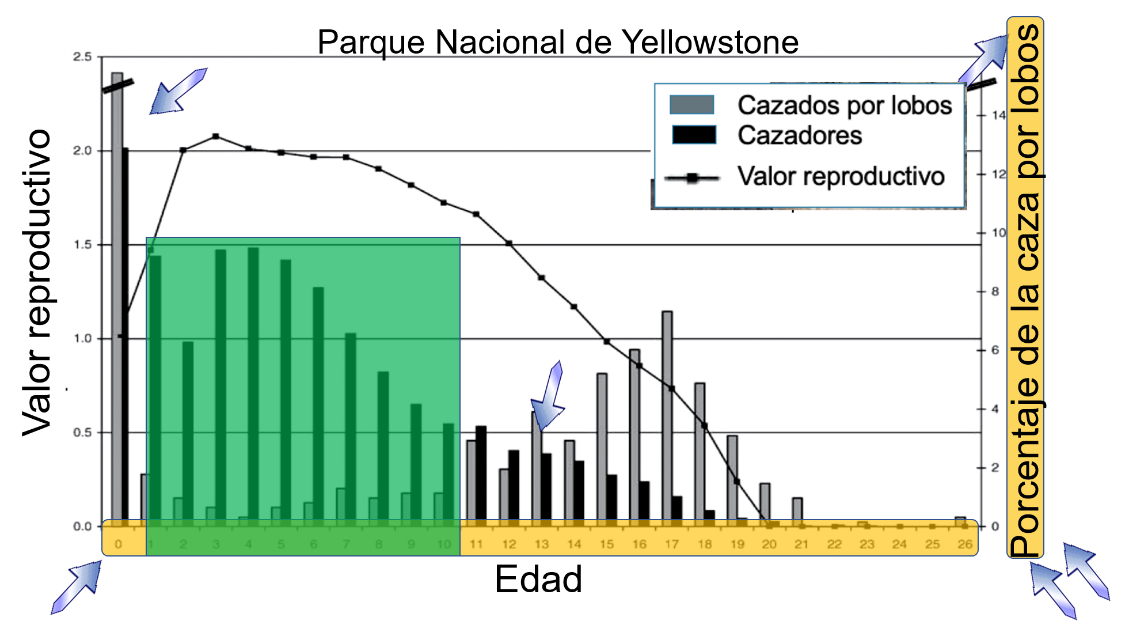 Parque Nacional de Yellowstone
Valor reproductivo
2.5
2.0
1.5
1.0
0.5
0.0
Cazados por lobos
Cazadores
Valor reproductivo
14
12
10
8
6
4
2
0
Porcentaje de la caza por lobos
0 1 2 3 4 5 6 7 8 9 10 11 12 13 14 15 16 17 18 19 20 21 22 23 24 25 26
Edad